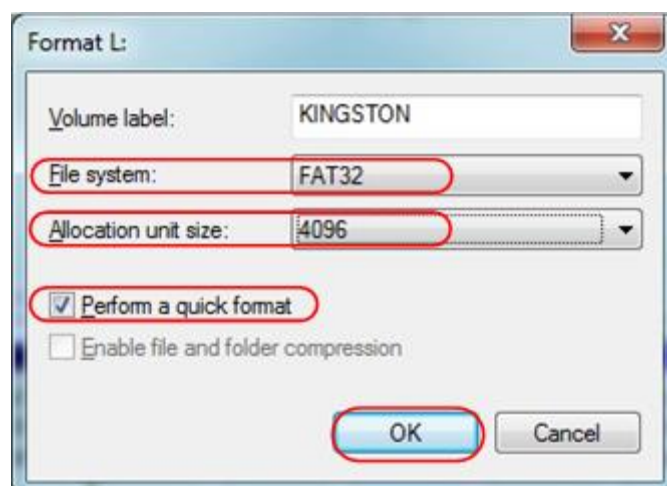 Format L:
Volume label: KINGSTON
File system: FAT32
Allocation unit size: 4096
Perform a quick format
Enable file and folder compression
OK Cancel